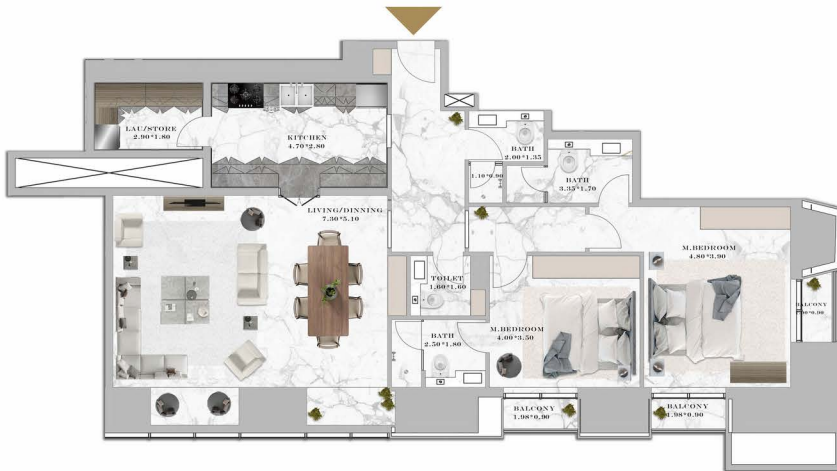 LAU/STORE
2.90*1.80
KITCHEN
4.70*2.80
BATH
2.00*1.35
1.10*0.90
BATH
3.35*1.70
LIVING/DINNING
7.30*5.10
M.BEDROOM
4.80*3.90
TOILET
1.60*1.60
BATH
2.50*1.80
M.BEDROOM
4.00*3.50
BALCONY
BALCONY
1.98*0.90
BALCONY
1.98*0.90